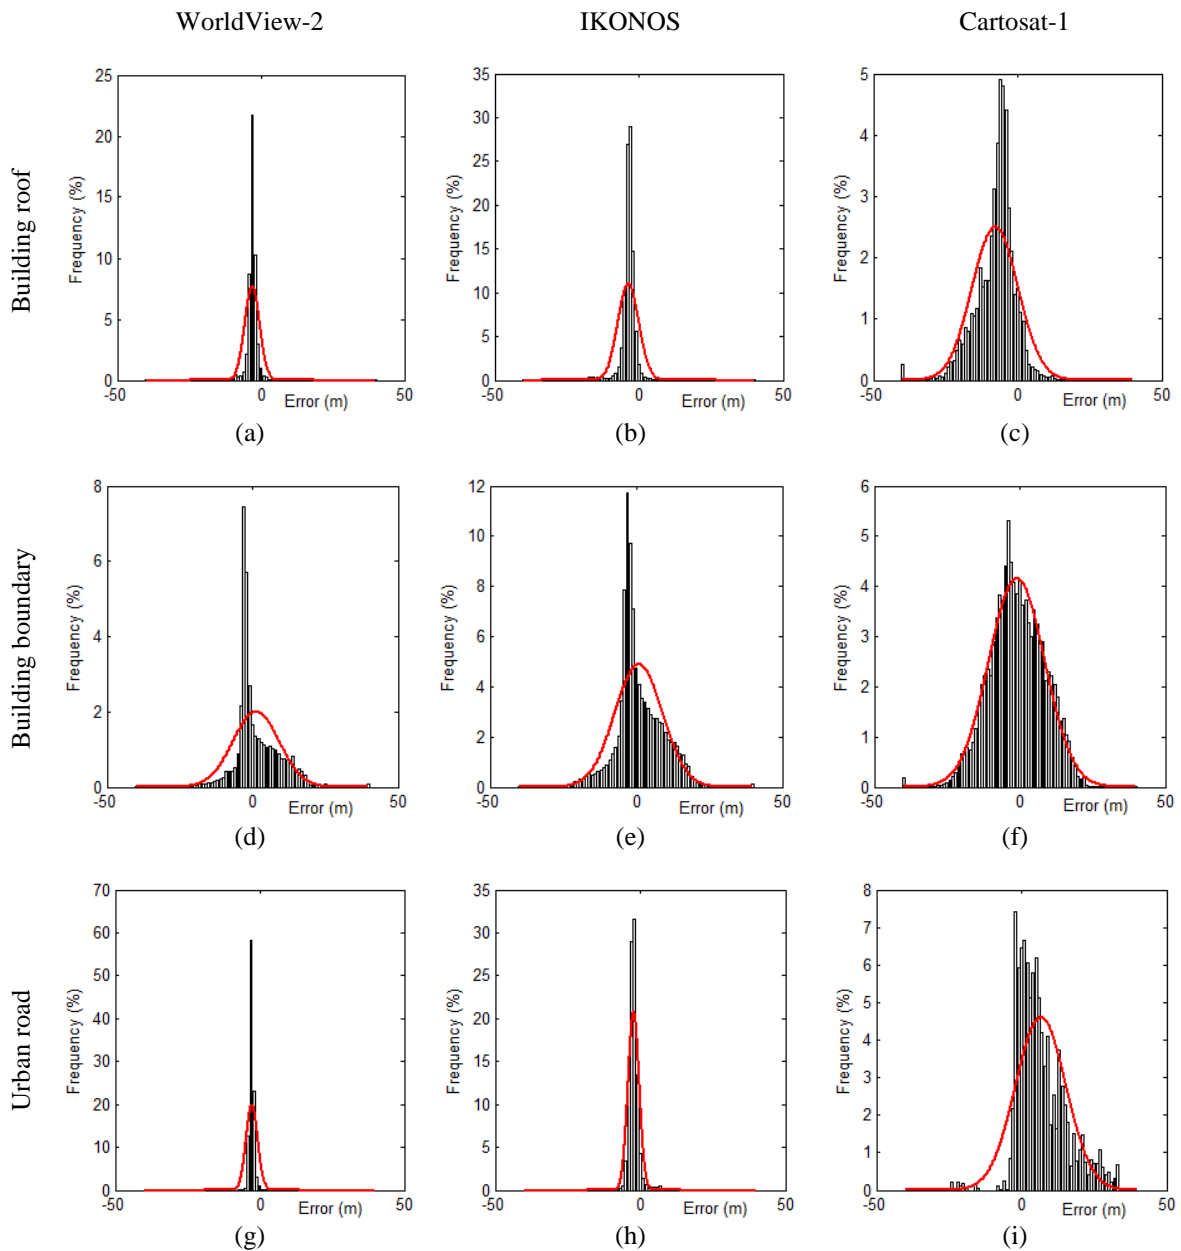 WorldView-2 IKONOS Cartosat-1
Building roof
Frequency (%)
25
20
15
10
5
0
-50 0 50
Error (m)
(a)
Frequency (%)
35
30
25
20
15
10
5
0
-50 0 50
Error (m)
(b)
Frequency (%)
5
4
3
2
1
0
-50 0 50
Error (m)
(c)
Building boundary
Frequency (%)
8
6
4
2
0
-50 0 50
Error (m)
(d)
Frequency (%)
12
10
8
6
4
2
0
-50 0 50
Error (m)
(e)
Frequency (%)
6
5
4
3
2
1
0
-50 0 50
Error (m)
(f)
Urban road
Frequency (%)
70
60
50
40
30
20
10
0
-50 0 50
Error (m)
(g)
Frequency (%)
35
30
25
20
15
10
5
0
-50 0 50
Error (m)
(h)
Frequency (%)
8
7
6
5
4
3
2
1
0
-50 0 50
Error (m)
(i)